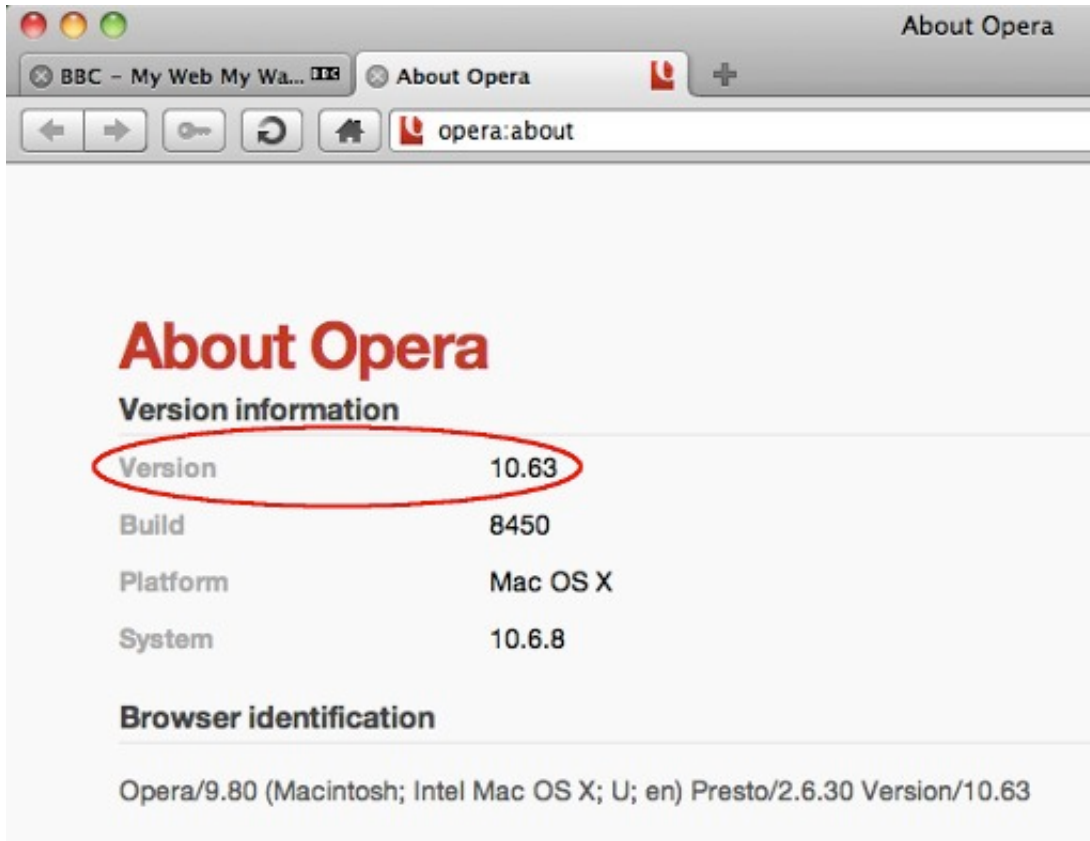 About Opera
BBC - My Web My Wa... BBC About Opera
opera:about
About Opera
Version information
Version 10.63
Build 8450
Platform Mac OS X
System 10.6.8
Browser identification
Opera/9.80 (Macintosh; Intel Mac OS X; U; en) Presto/2.6.30 Version/10.63